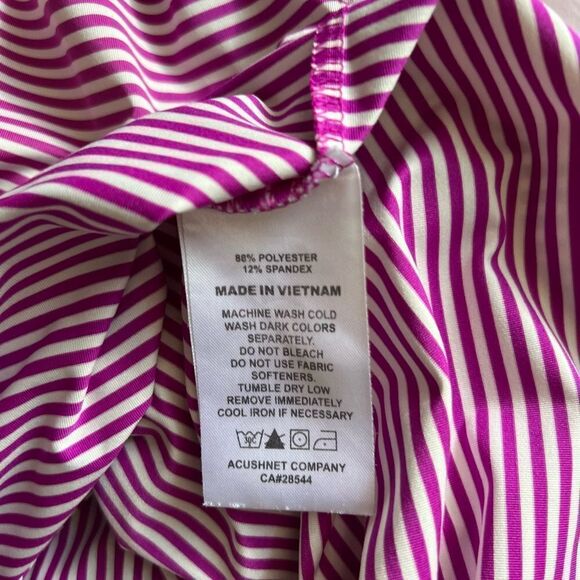 88% POLYESTER
12% SPANDEX
MADE IN VIETNAM
MACHINE WASH COLD
WASH DARK COLORS
SEPARATELY.
DO NOT BLEACH
DO NOT USE FABRIC
SOFTENERS.
TUMBLE DRY LOW
REMOVE IMMEDIATELY
COOL IRON IF NECESSARY
30C
ACUSHNET COMPANY
CA#28544